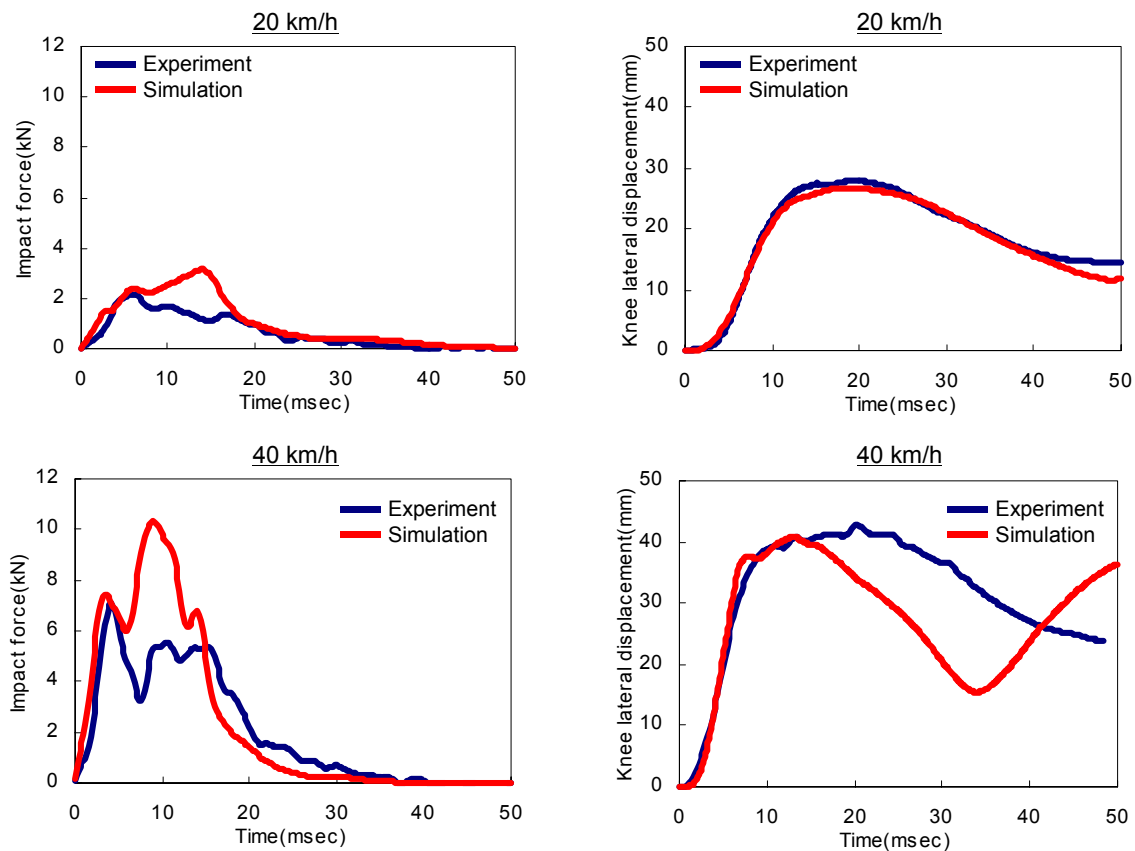 20 km/h
12
10
8
6
4
2
0
Impact force(kN)
Experiment
Simulation
0 10 20 30 40 50
Time(msec)
20 km/h
50
40
30
20
10
0
Knee lateral displacement(mm)
Experiment
Simulation
0 10 20 30 40 50
Time(msec)
40 km/h
12
10
8
6
4
2
0
Impact force(kN)
Experiment
Simulation
0 10 20 30 40 50
Time(msec)
40 km/h
50
40
30
20
10
0
Knee lateral displacement(mm)
Experiment
Simulation
0 10 20 30 40 50
Time(msec)